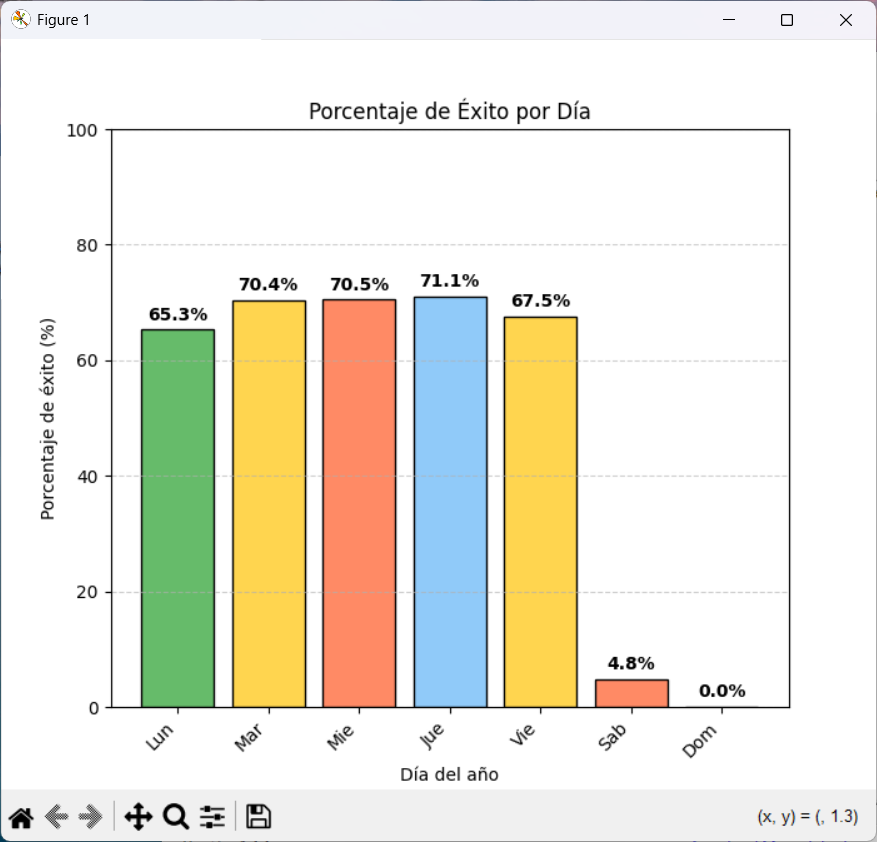 Figure 1
Porcentaje de Éxito por Día
100
80
60
40
20
0
Porcentaje de éxito (%)
65.3%
70.4%
70.5%
71.1%
67.5%
4.8%
0.0%
Lun
Mar
Mie
Jue
Vie
Sab
Dom
Día del año
(x, y) = (, 1.3)